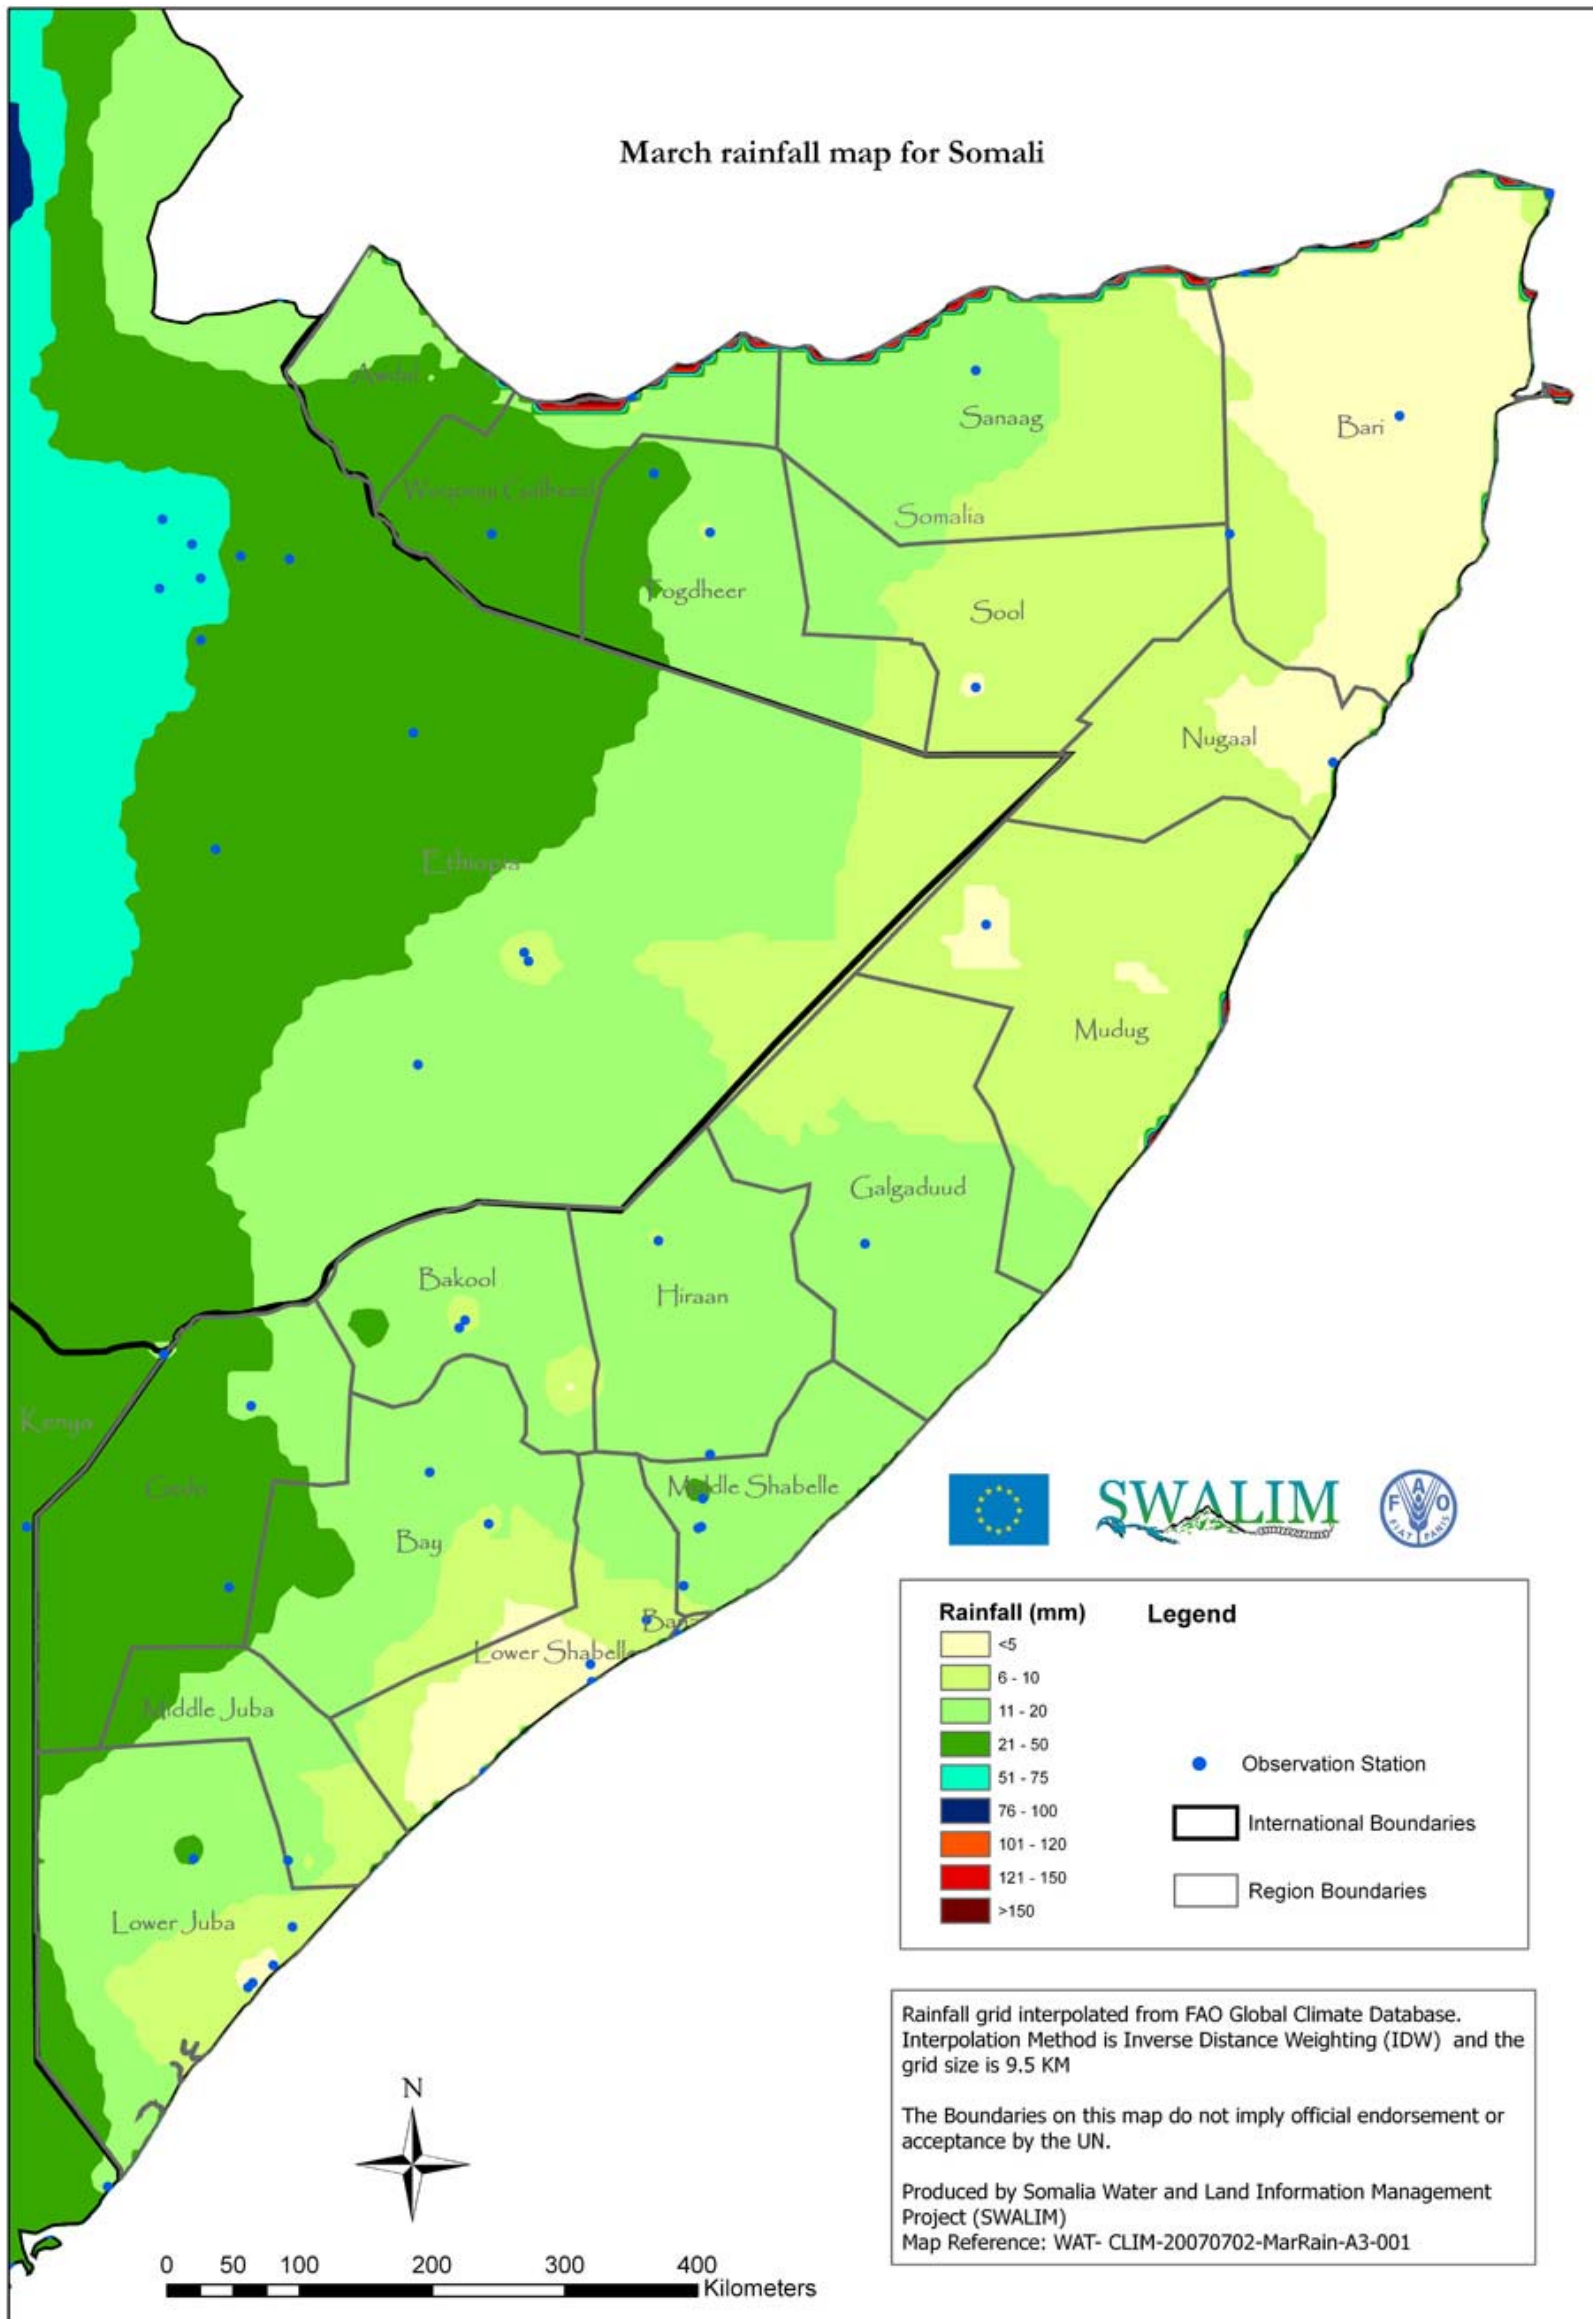 March rainfall map for Somali
Awdal
Sanaag
Bari
Woqooyi Galbeed
Somalia
Togdheer
Sool
Nugaal
Ethiopia
Mudug
Galgaduud
Bakool
Hiraan
Kenya
Gedo
Middle Shabelle
Bay
Lower Shabelle
Middle Juba
Lower Juba
SWALIM
F A O
FIAT PANIS
Rainfall (mm)
Legend
<5
6 - 10
11 - 20
21 - 50
51 - 75
76 - 100
101 - 120
121 - 150
>150
Observation Station
International Boundaries
Region Boundaries
Rainfall grid interpolated from FAO Global Climate Database.
Interpolation Method is Inverse Distance Weighting (IDW) and the
grid size is 9.5 KM
The Boundaries on this map do not imply official endorsement or
acceptance by the UN.
Produced by Somalia Water and Land Information Management
Project (SWALIM)
Map Reference: WAT- CLIM-20070702-MarRain-A3-001
N
0 50 100 200 300 400
Kilometers